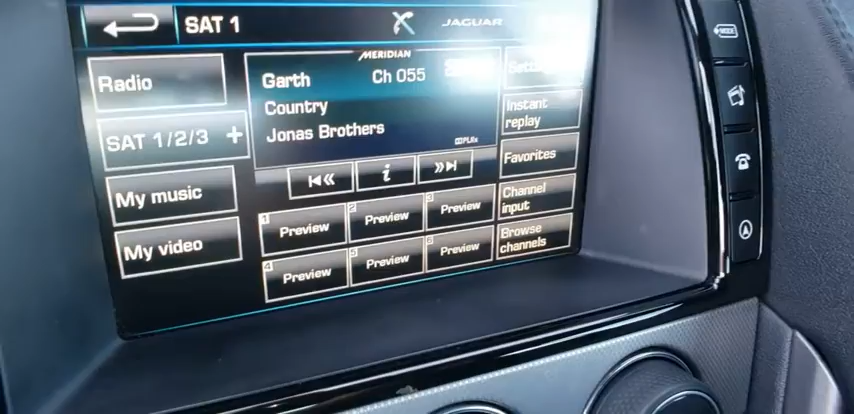 SAT 1
JAGUAR
Radio
SAT 1/2/3 +
My music
My video
MERIDIAN
Garth
Ch 055
Country
Jonas Brothers
i
1 Preview
2 Preview
3 Preview
4 Preview
5 Preview
6 Preview
Instant
replay
Favorites
Channel
input
Browse
channels
MODE